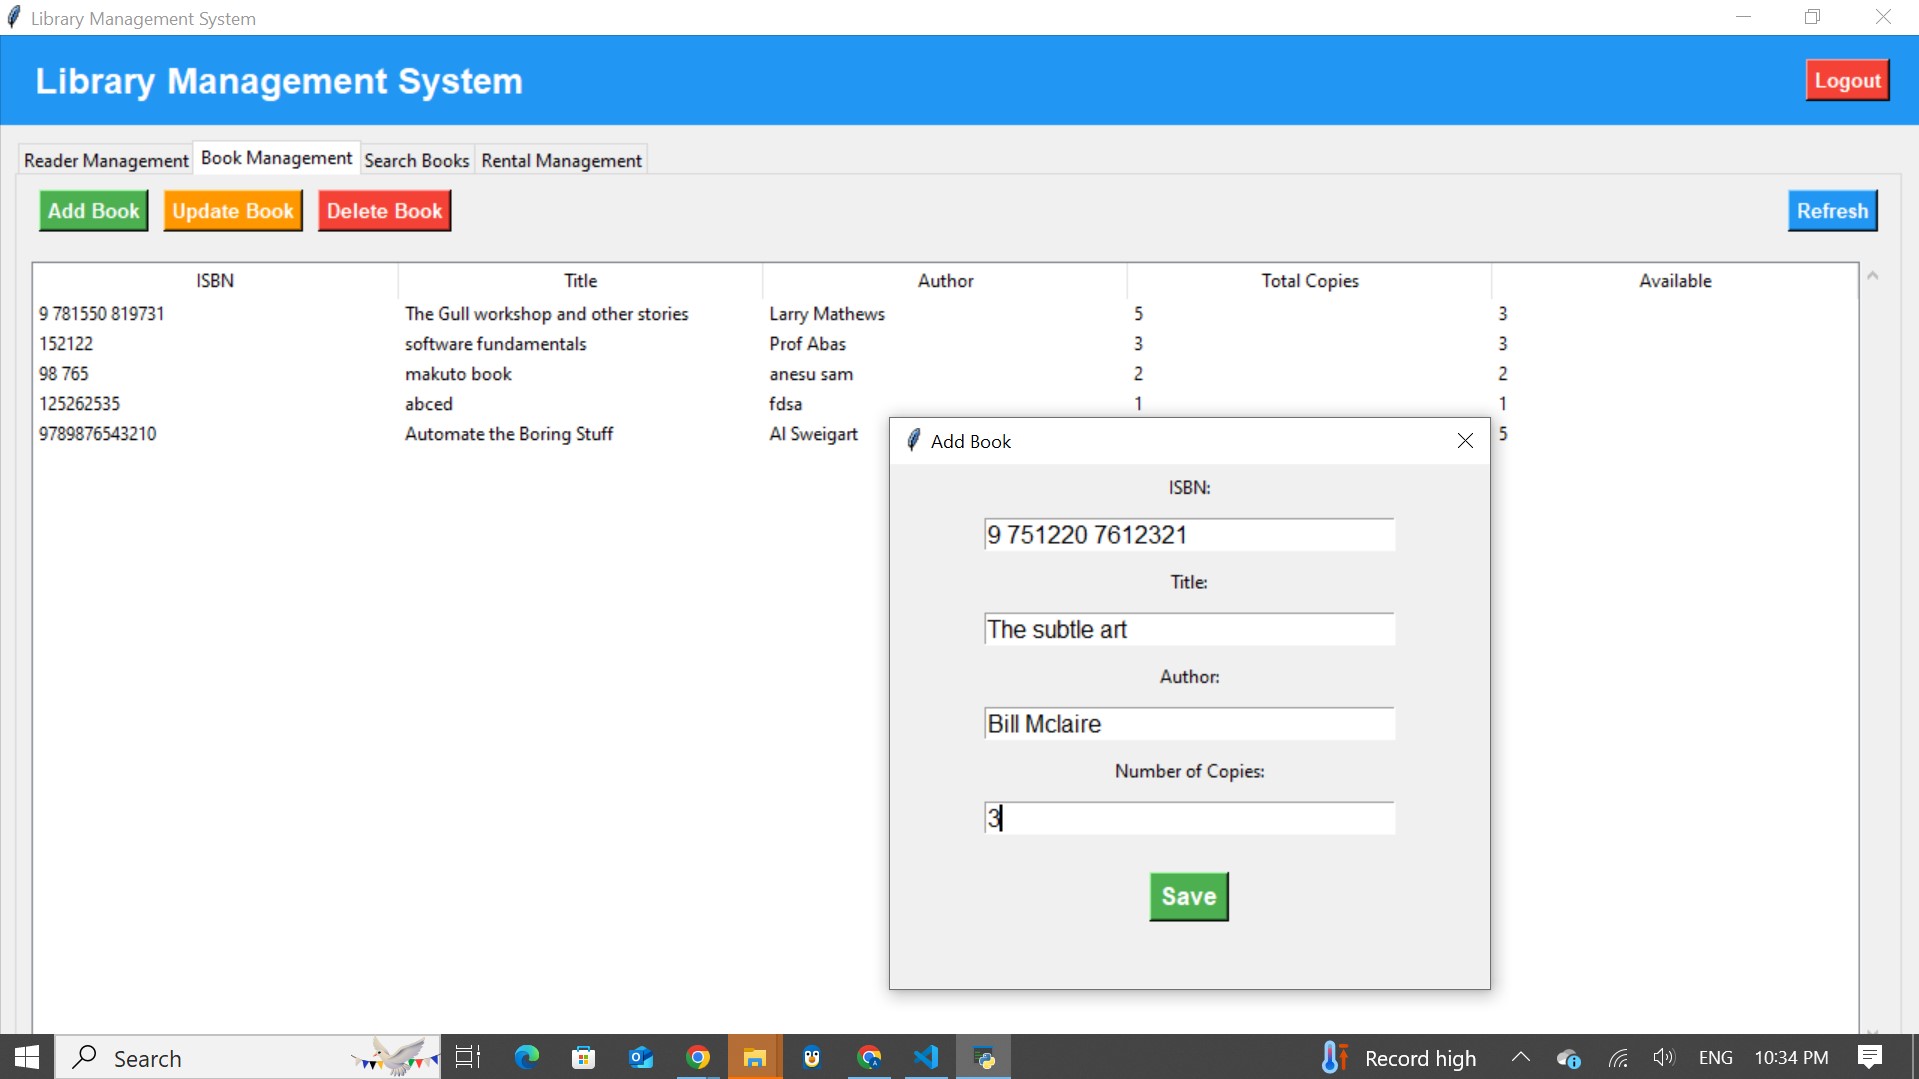 Library Management System
Library Management System
Logout
Reader Management Book Management Search Books Rental Management
Add Book Update Book Delete Book Refresh
ISBN Title Author Total Copies Available
9 781550 819731 The Gull workshop and other stories Larry Mathews 5 3
152122 software fundamentals Prof Abas 3 3
98 765 makuto book anesu sam 2 2
125262535 abced fdsa 1 1
9789876543210 Automate the Boring Stuff Al Sweigart 5
Add Book
ISBN:
9 751220 7612321
Title:
The subtle art
Author:
Bill Mclaire
Number of Copies:
3
Save
Search Record high ENG 10:34 PM